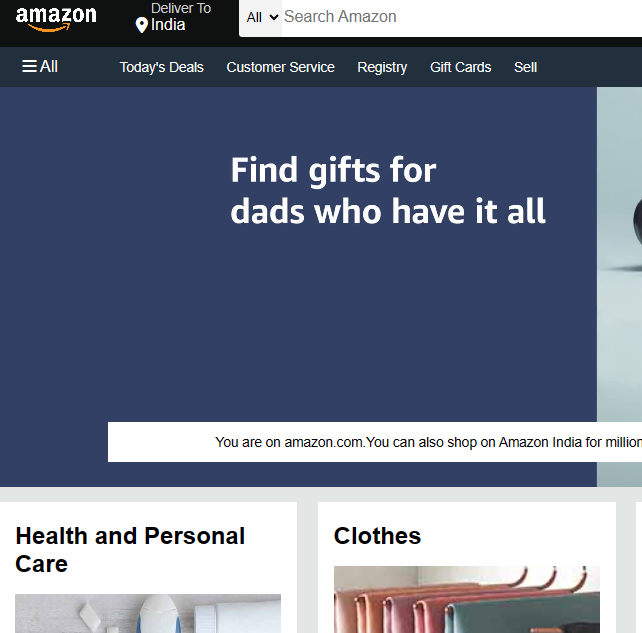 amazon
Deliver To
India
All
Search Amazon
All
Today's Deals
Customer Service
Registry
Gift Cards
Sell
Find gifts for
dads who have it all
You are on amazon.com.You can also shop on Amazon India for million
Health and Personal
Care
Clothes